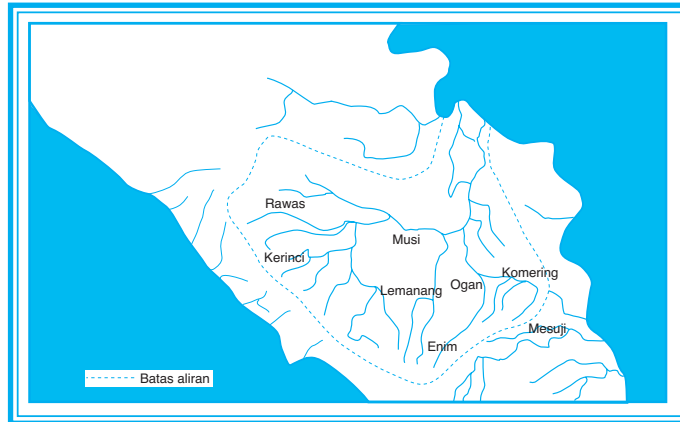 Rawas
Musi
Kerinci
Komering
Ogan
Lemanang
Mesuji
Enim
Batas aliran